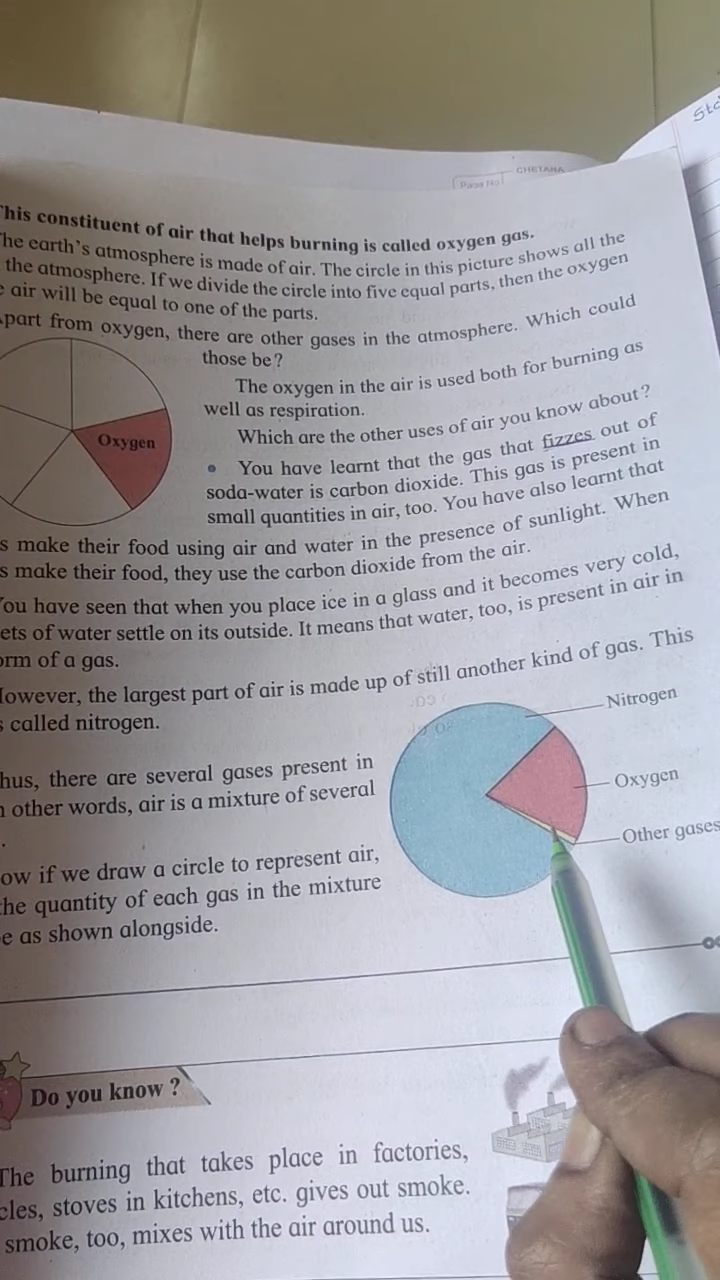 Std
CHETANA
Page No
This constituent of air that helps burning is called oxygen gas.
The earth's atmosphere is made of air. The circle in this picture shows all the
the atmosphere. If we divide the circle into five equal parts, then the oxygen
air will be equal to one of the parts.
part from oxygen, there are other gases in the atmosphere. Which could
those be?
The oxygen in the air is used both for burning as
well as respiration.
Oxygen
Which are the other uses of air you know about?
• You have learnt that the gas that fizzes out of
soda-water is carbon dioxide. This gas is present in
small quantities in air, too. You have also learnt that
s make their food using air and water in the presence of sunlight. When
s make their food, they use the carbon dioxide from the air.
You have seen that when you place ice in a glass and it becomes very cold,
ets of water settle on its outside. It means that water, too, is present in air in
orm of a gas.
However, the largest part of air is made up of still another kind of gas. This
s called nitrogen.
Nitrogen
Oxygen
Other gases
hus, there are several gases present in
other words, air is a mixture of several
.
ow if we draw a circle to represent air,
he quantity of each gas in the mixture
e as shown alongside.
Do you know ?
The burning that takes place in factories,
cles, stoves in kitchens, etc. gives out smoke.
smoke, too, mixes with the air around us.